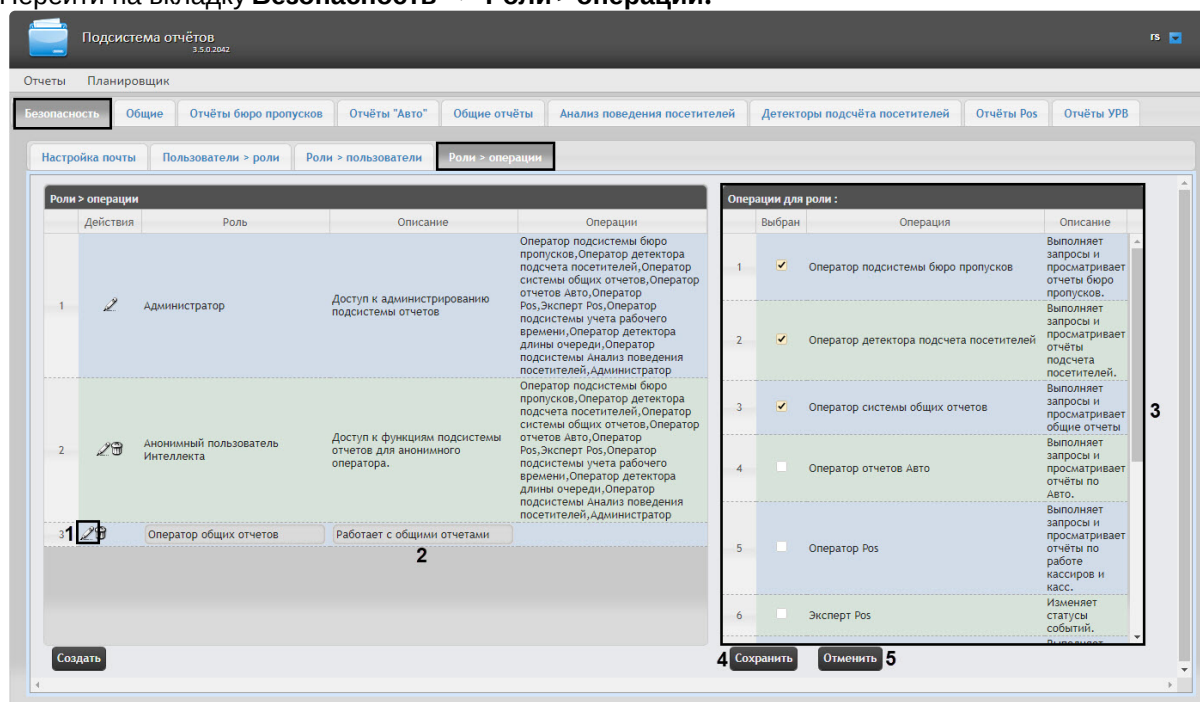 Перейти на вкладку Безопасность -> Роли> операции.
Подсистема отчётов
3.5.0.2042
rs
Отчеты Планировщик
Безопасность Общие Отчёты бюро пропусков Отчёты "Авто" Общие отчёты Анализ поведения посетителей Детекторы подсчёта посетителей Отчёты Pos Отчёты УРВ
Настройка почты Пользователи > роли Роли > пользователи Роли > операции
Роли > операции
Действия Роль Описание Операции
1 Администратор
Доступ к администрированию
подсистемы отчетов
Оператор подсистемы бюро
пропусков,Оператор детектора
подсчета посетителей,Оператор
системы общих отчетов,Оператор
отчетов Авто,Оператор
Pos,Эксперт Pos,Оператор
подсистемы учета рабочего
времени,Оператор детектора
длины очереди,Оператор
подсистемы Анализ поведения
посетителей,Администратор
2
Анонимный пользователь
Интеллекта
Доступ к функциям подсистемы
отчетов для анонимного
оператора.
Оператор подсистемы бюро
пропусков,Оператор детектора
подсчета посетителей,Оператор
системы общих отчетов,Оператор
отчетов Авто,Оператор
Pos,Эксперт Pos,Оператор
подсистемы учета рабочего
времени,Оператор детектора
длины очереди,Оператор
подсистемы Анализ поведения
посетителей,Администратор
3 1 Оператор общих отчетов Работает с общими отчетами
2
Создать
Операции для роли :
Выбран Операция Описание
1 Оператор подсистемы бюро пропусков
Выполняет
запросы и
просматривает
отчеты бюро
пропусков.
2 Оператор детектора подсчета посетителей
Выполняет
запросы и
просматривает
отчёты
подсчета
посетителей.
3 Оператор системы общих отчетов
Выполняет
запросы и
просматривает
общие отчеты
3
4 Оператор отчетов Авто
Выполняет
запросы и
просматривает
отчёты по
Авто.
5 Оператор Pos
Выполняет
запросы и
просматривает
отчёты по
работе
кассиров и
касс.
6 Эксперт Pos
Изменяет
статусы
событий.
Выполняет
4 Сохранить Отменить 5